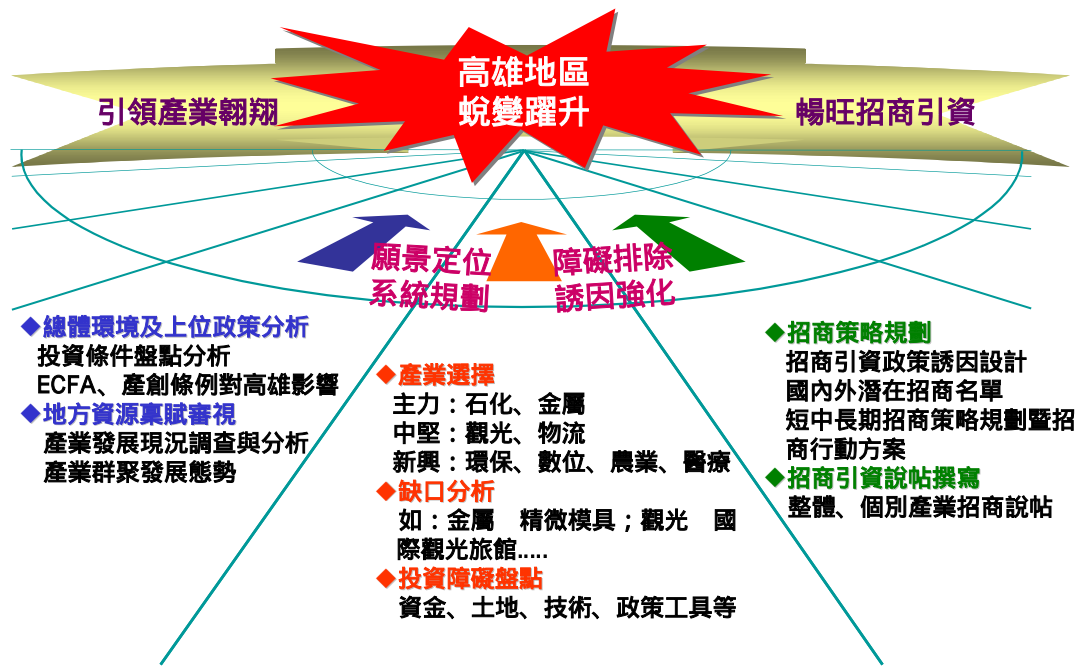 高雄地區
蛻變躍升
引領產業翱翔
暢旺招商引資
願景定位
系統規劃
障礙排除
誘因強化
◆總體環境及上位政策分析
投資條件盤點分析
ECFA、產創條例對高雄影響
◆地方資源稟賦審視
產業發展現況調查與分析
產業群聚發展態勢
◆產業選擇
主力：石化、金屬
中堅：觀光、物流
新興：環保、數位、農業、醫療
◆缺口分析
如：金屬　精微模具；觀光　國
際觀光旅館.....
◆投資障礙盤點
資金、土地、技術、政策工具等
◆招商策略規劃
招商引資政策誘因設計
國內外潛在招商名單
短中長期招商策略規劃暨招
商行動方案
◆招商引資說帖撰寫
整體、個別產業招商說帖